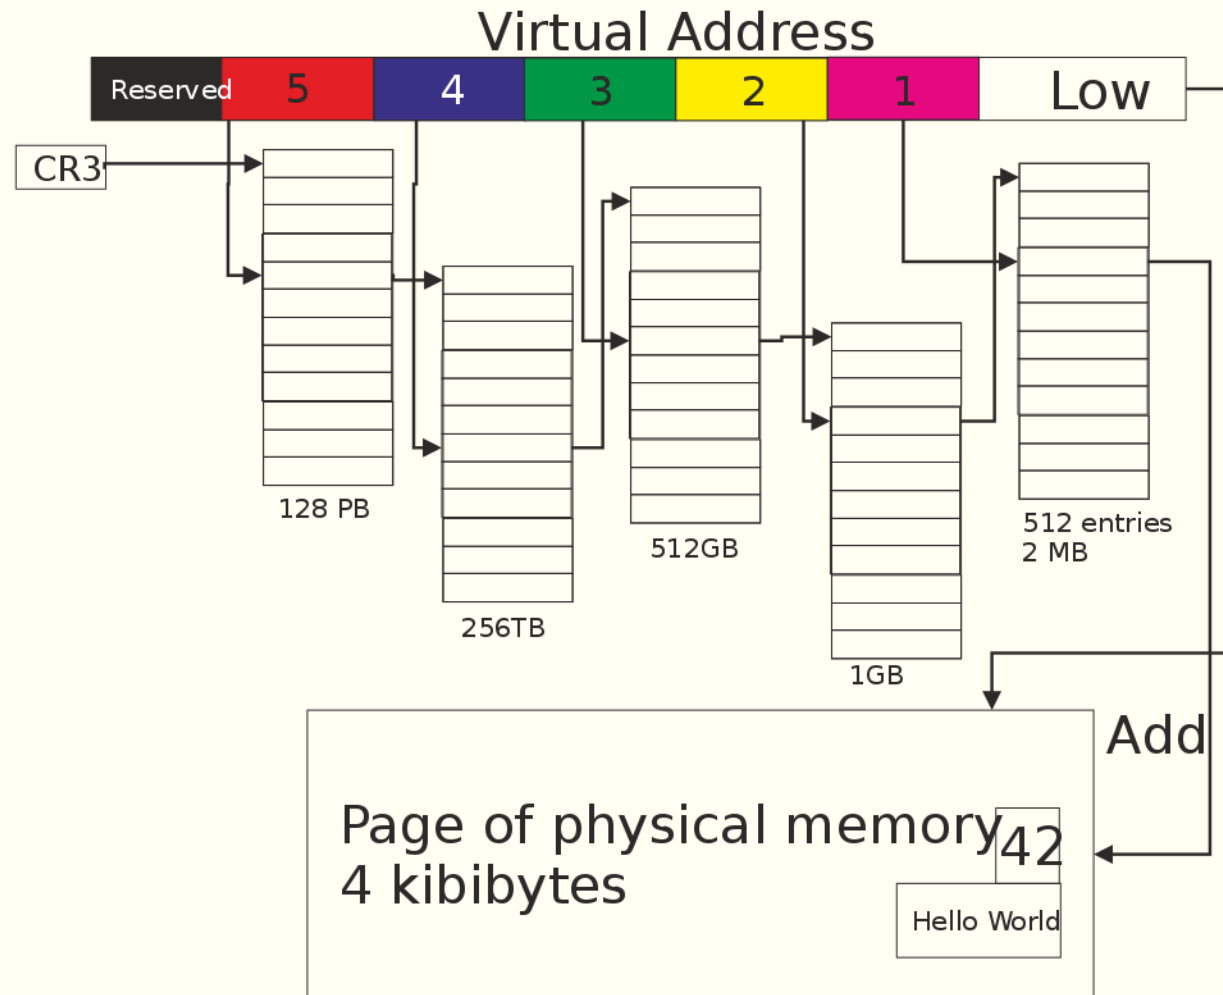 Virtual Address
Reserved 5 4 3 2 1 Low
CR3
128 PB
256TB
512GB
1GB
512 entries
2 MB
Add
Page of physical memory
4 kibibytes
42
Hello World